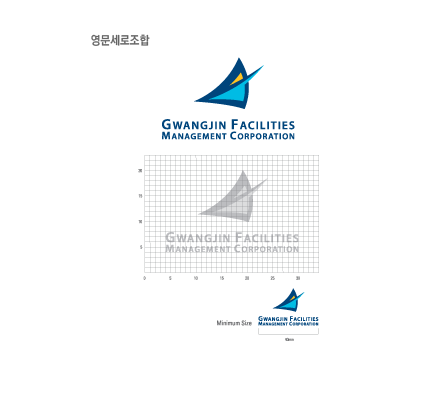 영문세로조합
GWANGJIN FACILITIES
MANAGEMENT CORPORATION
20
15
10
5
GWANGJIN FACILITIES
MANAGEMENT CORPORATION
0 5 10 15 20 25 30
Minimum Size
GWANGJIN FACILITIES
MANAGEMENT CORPORATION